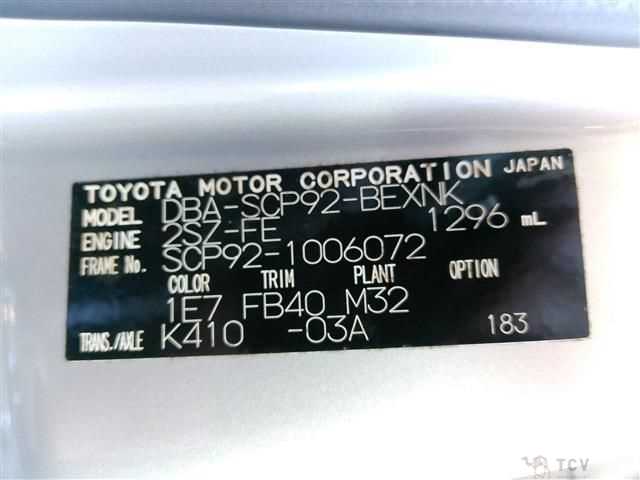 TOYOTA MOTOR CORPORATION JAPAN
MODEL DBA-SCP92-BEXNK
ENGINE 2SZ-FE 1296 mL
FRAME No. SCP92-1006072
COLOR TRIM PLANT OPTION
1E7 FB40 M32
TRANS./AXLE K410 -03A 183
TCV